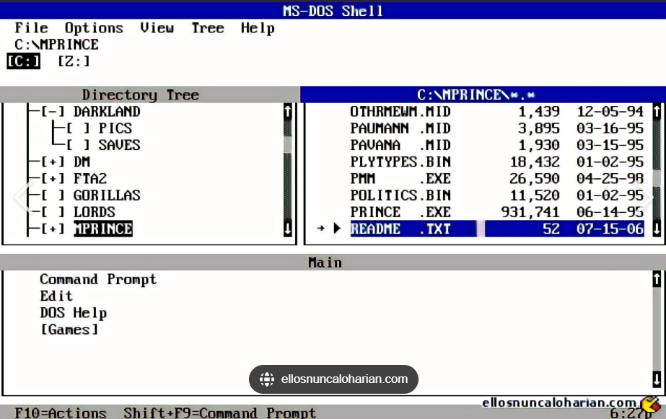 MS-DOS Shell
File Options View Tree Help
C:\MPRINCE
[C:] [Z:]
Directory Tree
[-] DARKLAND
[ ] PICS
[ ] SAVES
[+] DM
[+] FTA2
[ ] GORILLAS
[ ] LORDS
[+] MPRINCE
C:\MPRINCE\*.*
OTHRMEWM.MID 1,439 12-05-94
PAUMANN .MID 3,895 03-16-95
PAVANA .MID 1,930 03-15-95
PLYTYPES.BIN 18,432 01-02-95
PMM .EXE 26,590 04-25-98
POLITICS.BIN 11,520 01-02-95
PRINCE .EXE 931,741 06-14-95
README .TXT 52 07-15-06
Main
Command Prompt
Edit
DOS Help
[Games]
ellosnuncaloharian.com
ellosnuncaloharian.com
F10=Actions Shift+F9=Command Prompt